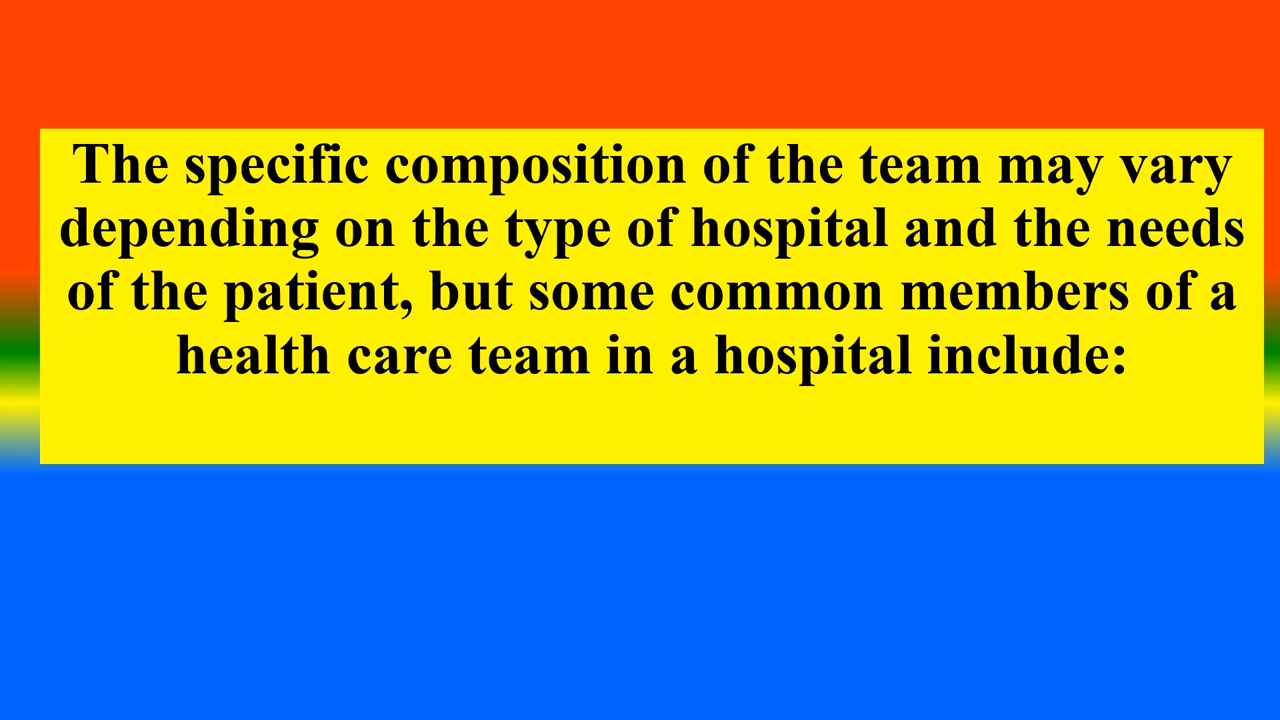 The specific composition of the team may vary
depending on the type of hospital and the needs
of the patient, but some common members of a
health care team in a hospital include: